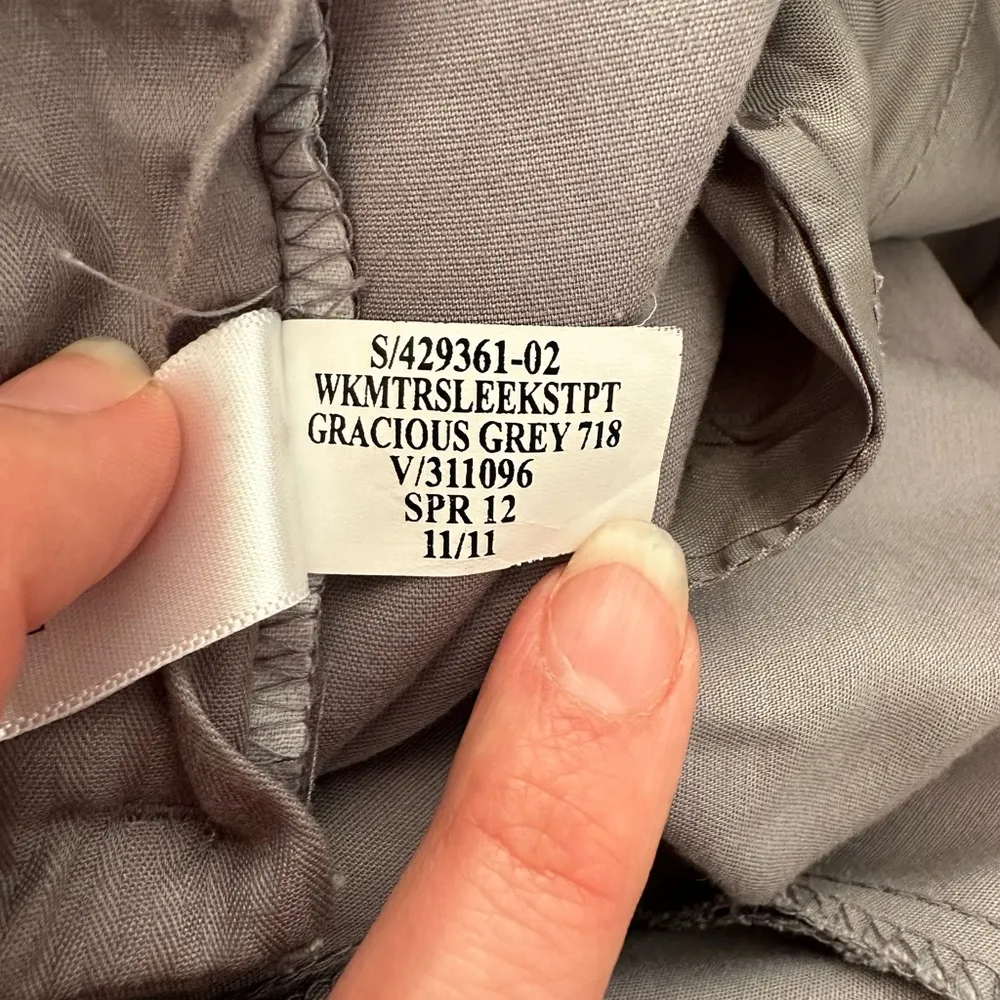 S/429361-02
WKMTRSLEEKSTPT
GRACIOUS GREY 718
V/311096
SPR 12
11/11